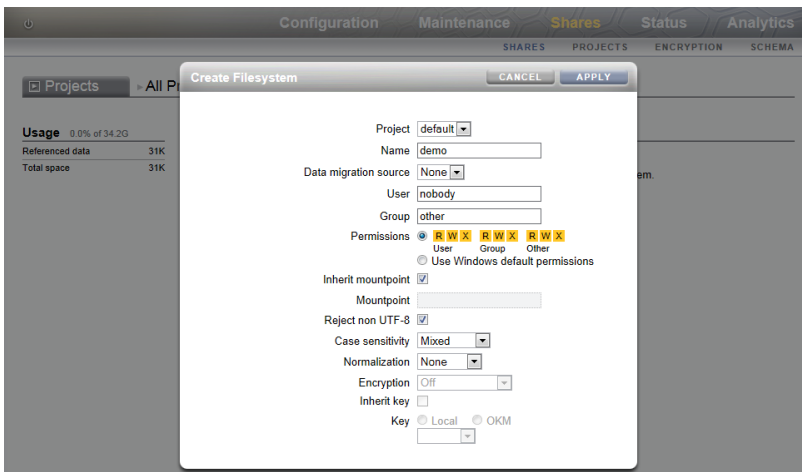 Configuration Maintenance Shares Status Analytics
SHARES PROJECTS ENCRYPTION SCHEMA
Projects All P
Create Filesystem CANCEL APPLY
Usage 0.0% of 34.2G
Referenced data 31K
Total space 31K
em.
Project default
Name demo
Data migration source None
User nobody
Group other
Permissions R W X R W X R W X
User Group Other
Use Windows default permissions
Inherit mountpoint
Mountpoint
Reject non UTF-8
Case sensitivity Mixed
Normalization None
Encryption Off
Inherit key
Key Local OKM